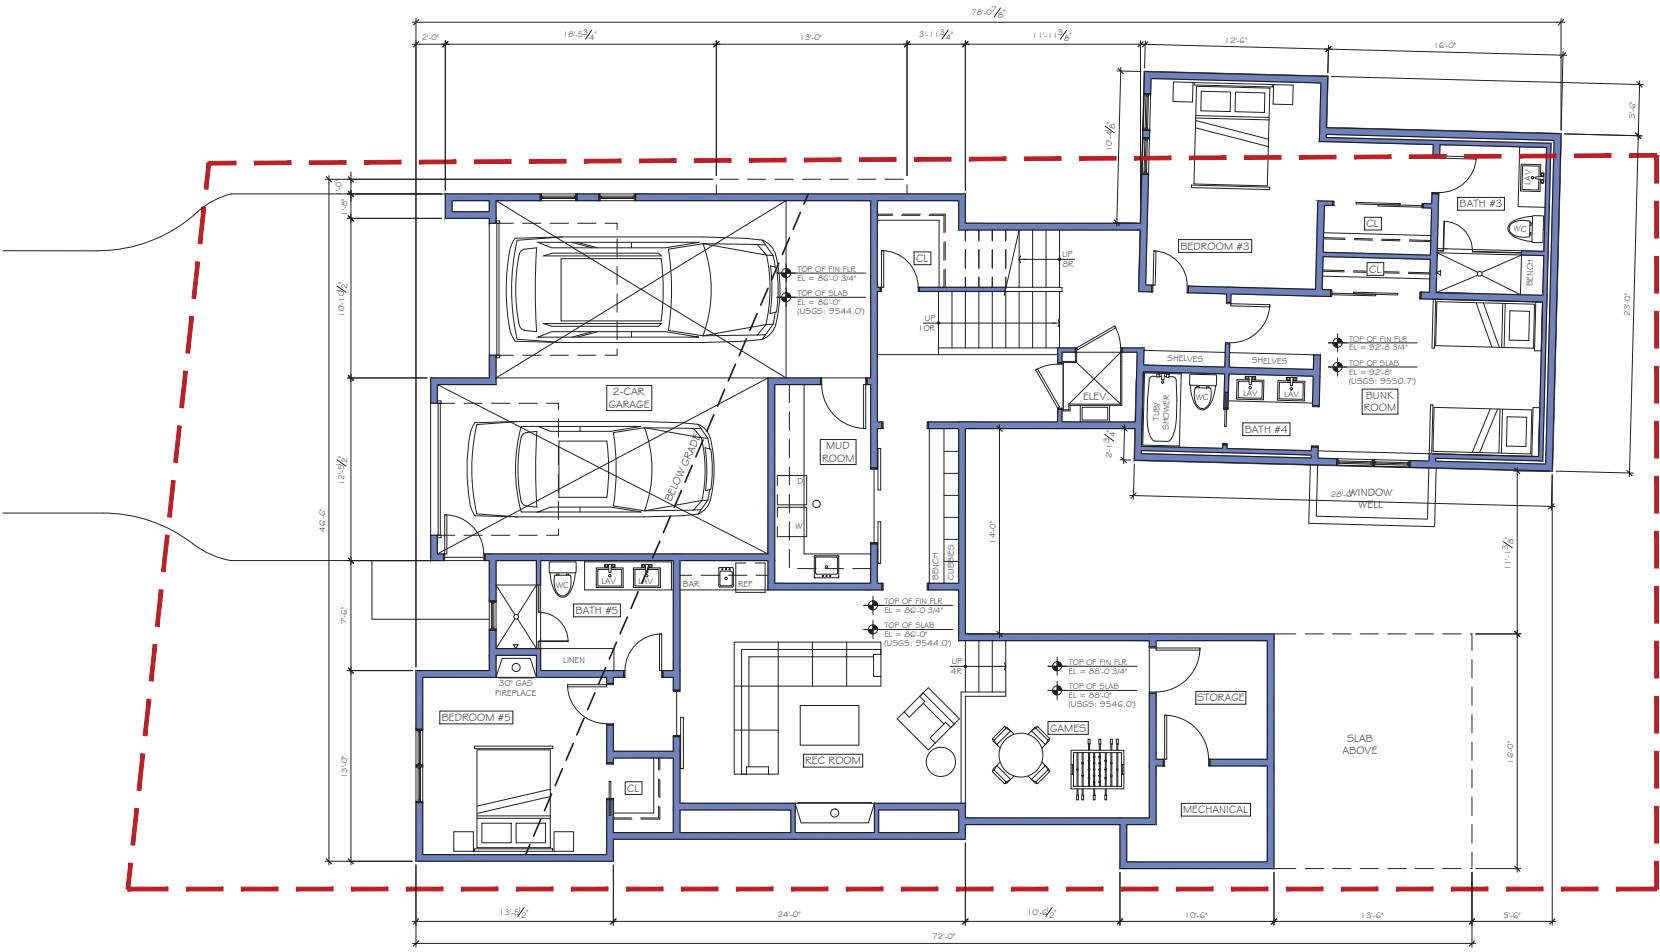 78'-0 7/8"
2'-0"
18'-5 3/4"
13'-0"
3'-11 3/4"
11'-11 3/8"
12'-6"
16'-0"
3'-6"
LAV
BATH #3
WC
CL
BEDROOM #3
CL
BENCH
1'-8"
10'-10 1/2"
TOP OF FIN FLR
EL = 86'-0 3/4"
TOP OF SLAB
EL = 86'-0"
(USGS: 9544.0')
CL
UP
8R
UP
10R
23'-0"
TOP OF FIN FLR
EL = 92'-8 3/4"
TOP OF SLAB
EL = 92'-8"
(USGS: 9550.7')
SHELVES
SHELVES
ELEV.
TUB/
SHOWER
WC
LAV
LAV
BUNK
ROOM
BATH #4
2-CAR
GARAGE
MUD
ROOM
BELOW GRADE
D
W
12'-5 1/2"
46'-6"
2'-1 3/4"
28'-0"
WINDOW
WELL
14'-0"
BENCH
CUBBIES
WC
LAV
LAV
BAR
REF
BATH #5
7'-6"
TOP OF FIN FLR
EL = 86'-0 3/4"
TOP OF SLAB
EL = 86'-0"
(USGS: 9544.0')
LINEN
30" GAS
FIREPLACE
UP
4R
TOP OF FIN FLR
EL = 88'-0 3/4"
TOP OF SLAB
EL = 88'-0"
(USGS: 9546.0')
STORAGE
BEDROOM #5
GAMES
SLAB
ABOVE
REC ROOM
13'-0"
16'-0"
CL
MECHANICAL
13'-5 1/2"
24'-0"
10'-6 1/2"
10'-6"
13'-6"
5'-6"
72'-0"